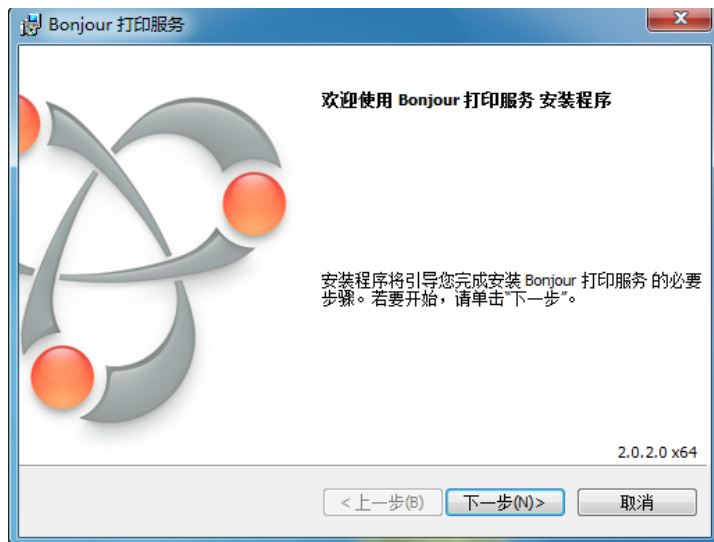 Bonjour 打印服务
欢迎使用 Bonjour 打印服务 安装程序
安装程序将引导您完成安装 Bonjour 打印服务 的必要
步骤。若要开始，请单击"下一步"。
2.0.2.0 x64
<上一步(B)
下一步(N)>
取消